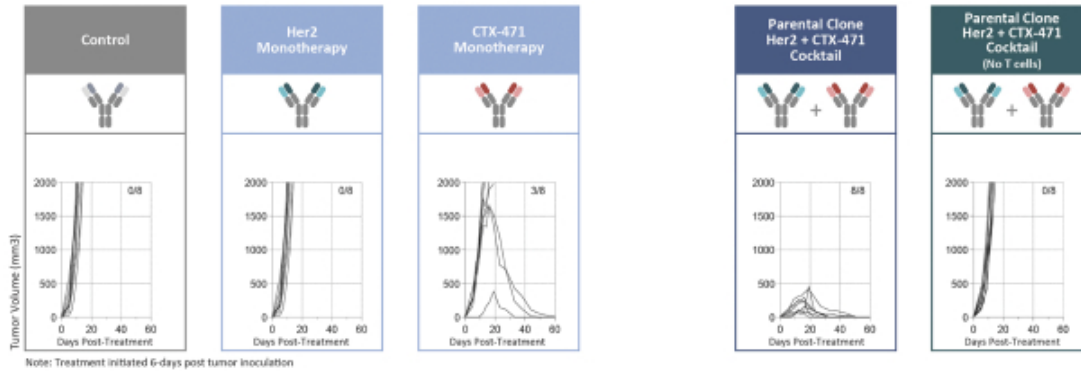 Control
Her2
Monotherapy
CTX-471
Monotherapy
Parental Clone
Her2 + CTX-471
Cocktail
Parental Clone
Her2 + CTX-471
Cocktail
(No T cells)
+
+
Tumor Volume (mm3)
2000
1500
1000
500
0
0/8
0 20 40 60
Days Post-Treatment
2000
1500
1000
500
0
0/8
0 20 40 60
Days Post-Treatment
2000
1500
1000
500
0
3/8
0 20 40 60
Days Post-Treatment
2000
1500
1000
500
0
8/8
0 20 40 60
Days Post-Treatment
2000
1500
1000
500
0
0/8
0 20 40 60
Days Post-Treatment
Note: Treatment initiated 6-days post tumor inoculation